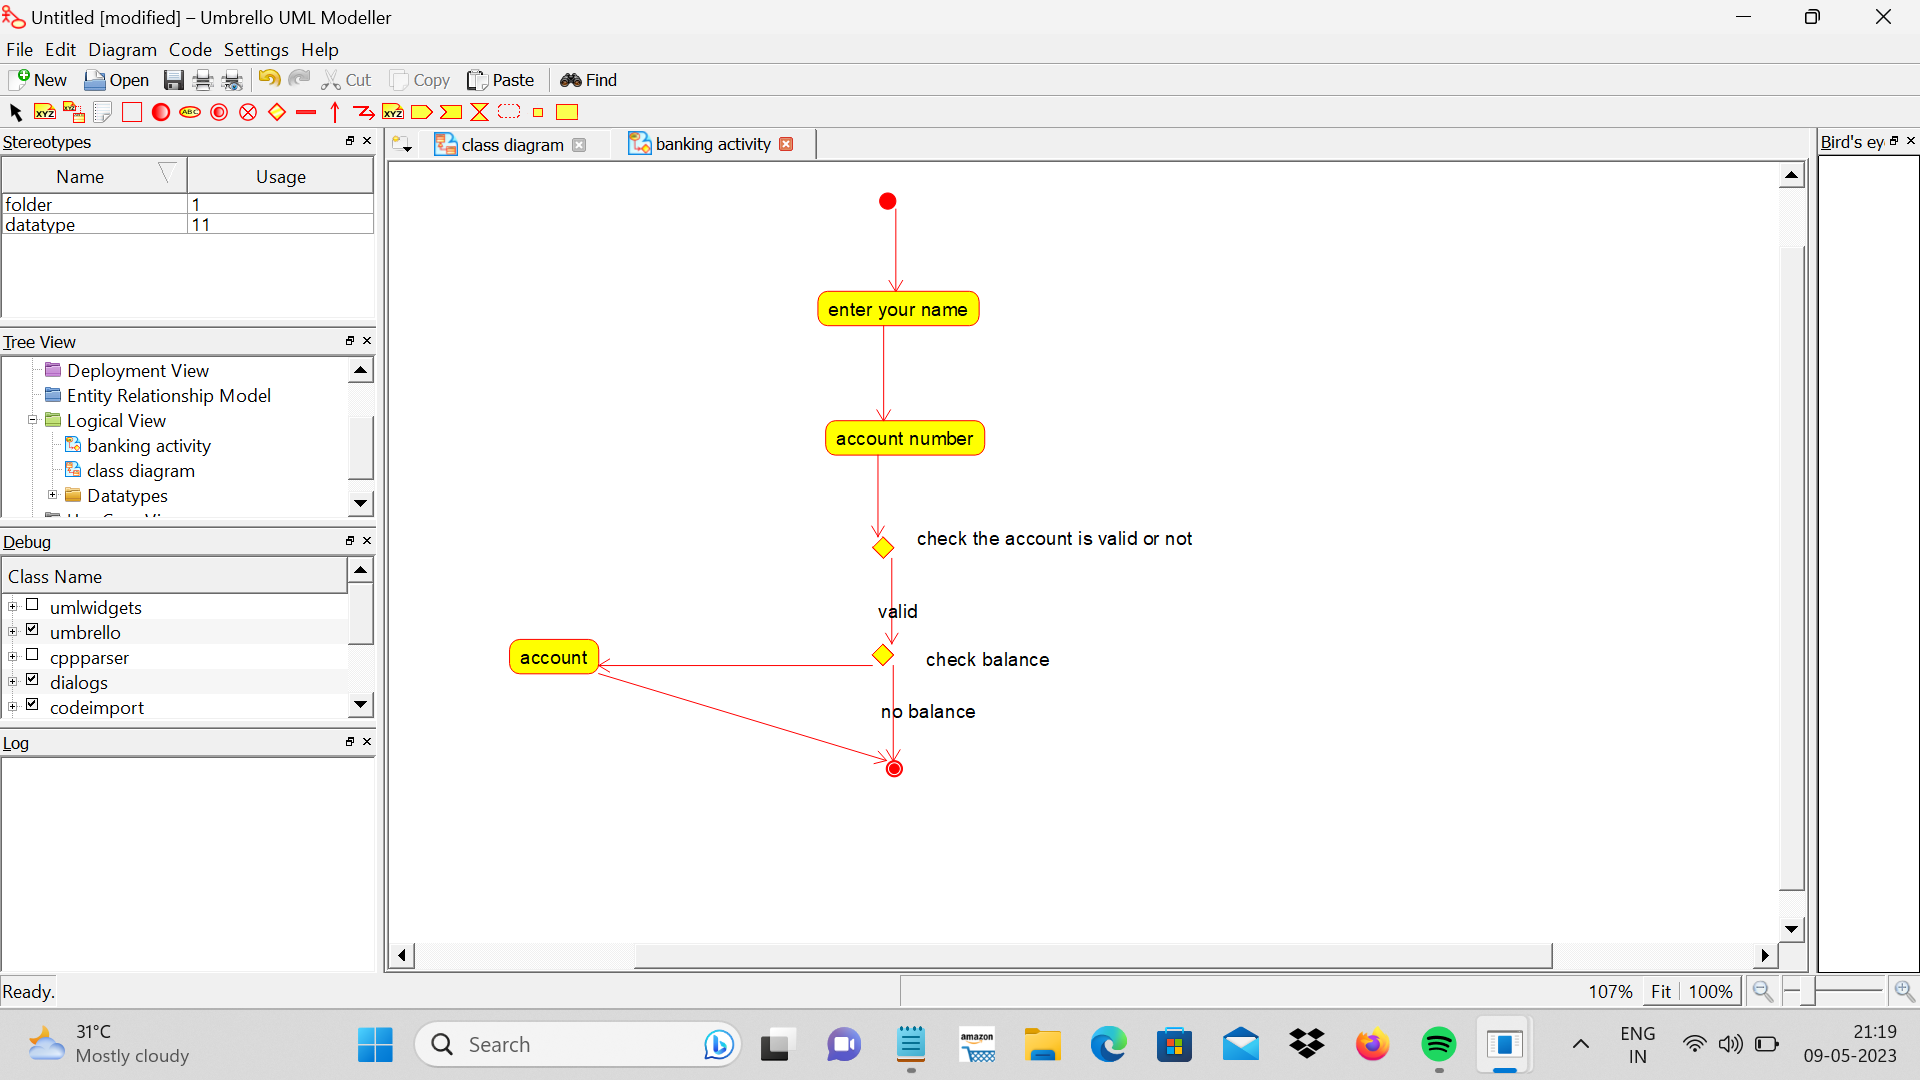 Untitled [modified] – Umbrello UML Modeller
File Edit Diagram Code Settings Help
New Open Cut Copy Paste Find
XYZ ABC XYZ
Stereotypes
Name Usage
folder 1
datatype 11
Tree View
Deployment View
Entity Relationship Model
Logical View
banking activity
class diagram
Datatypes
Debug
Class Name
umlwidgets
umbrello
cppparser
dialogs
codeimport
Log
class diagram banking activity
enter your name
account number
check the account is valid or not
valid
account
check balance
no balance
Bird's ey
Ready.
107% Fit 100%
31°C
Mostly cloudy
Search
amazon
ENG
IN
21:19
09-05-2023